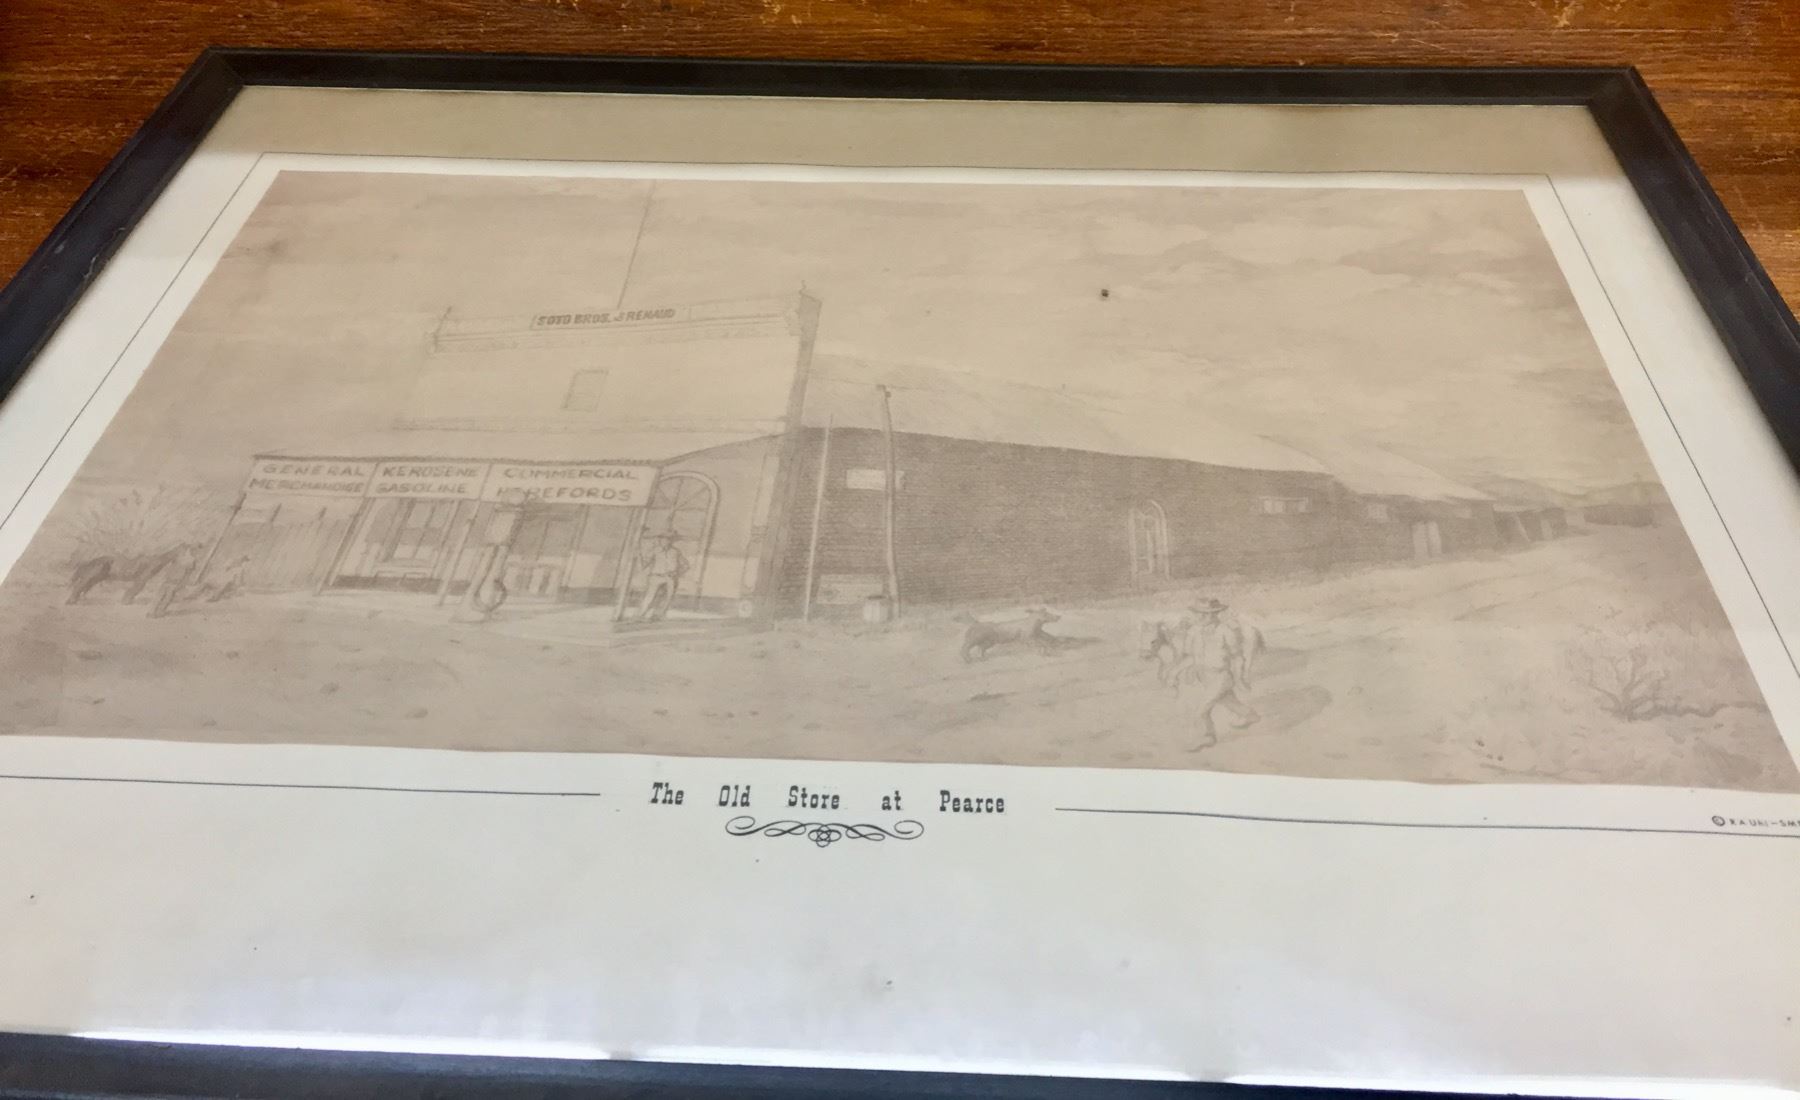 SOTO BROS. & RENAUD
GENERAL MERCHANDISE
KEROSENE GASOLINE
COMMERCIAL HEREFORDS
The Old Store at Pearce